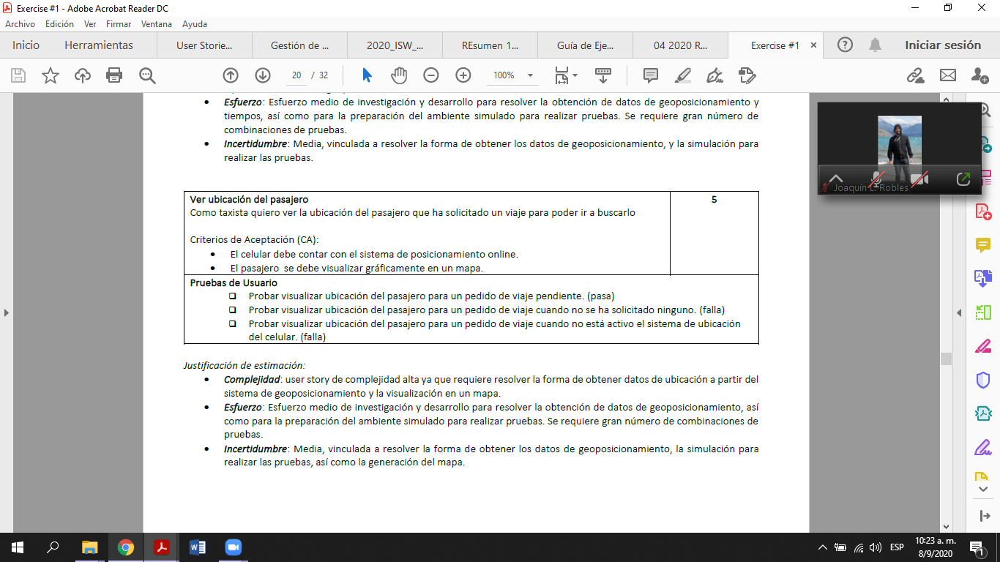 Exercise #1 - Adobe Acrobat Reader DC
Archivo Edición Ver Firmar Ventana Ayuda
Inicio Herramientas User Storie... Gestión de ... 2020_ISW_... REsumen 1... Guía de Eje... 04 2020 R... Exercise #1 × Iniciar sesión
20 / 32 100%
Esfuerzo: Esfuerzo medio de investigación y desarrollo para resolver la obtención de datos de geoposicionamiento y
tiempos, así como para la preparación del ambiente simulado para realizar pruebas. Se requiere gran número de
combinaciones de pruebas.
Incertidumbre: Media, vinculada a resolver la forma de obtener los datos de geoposicionamiento, y la simulación para
realizar las pruebas.
Joaquín L. Robles
Ver ubicación del pasajero 5
Como taxista quiero ver la ubicación del pasajero que ha solicitado un viaje para poder ir a buscarlo
Criterios de Aceptación (CA):
El celular debe contar con el sistema de posicionamiento online.
El pasajero se debe visualizar gráficamente en un mapa.
Pruebas de Usuario
Probar visualizar ubicación del pasajero para un pedido de viaje pendiente. (pasa)
Probar visualizar ubicación del pasajero para un pedido de viaje cuando no se ha solicitado ninguno. (falla)
Probar visualizar ubicación del pasajero para un pedido de viaje cuando no está activo el sistema de ubicación
del celular. (falla)
Justificación de estimación:
Complejidad: user story de complejidad alta ya que requiere resolver la forma de obtener datos de ubicación a partir del
sistema de geoposicionamiento y la visualización en un mapa.
Esfuerzo: Esfuerzo medio de investigación y desarrollo para resolver la obtención de datos de geoposicionamiento, así
como para la preparación del ambiente simulado para realizar pruebas. Se requiere gran número de combinaciones de
pruebas.
Incertidumbre: Media, vinculada a resolver la forma de obtener los datos de geoposicionamiento, la simulación para
realizar las pruebas, así como la generación del mapa.
ESP
10:23 a. m.
8/9/2020
1